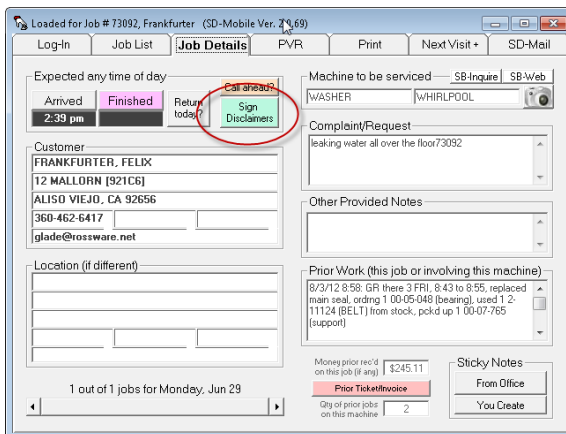 Loaded for Job # 73092, Frankfurter (SD-Mobile Ver. 2.0,69)
Log-In Job List Job Details PVR Print Next Visit + SD-Mail
Expected any time of day
Call ahead?
Arrived Finished Return today? Sign Disclaimers
2:39 pm
Customer
FRANKFURTER, FELIX
12 MALLORN [921C6]
ALISO VIEJO, CA 92656
360-462-6417
glade@rossware.net
Location (if different)
1 out of 1 jobs for Monday, Jun 29
Machine to be serviced SB-Inquire SB-Web
WASHER WHIRLPOOL
Complaint/Request
leaking water all over the floor73092
Other Provided Notes
Prior Work (this job or involving this machine)
8/3/12 8:58: GR there 3 FRI, 8:43 to 8:55, replaced
main seal, ordrng 1 00-05-048 (bearing), used 1 2-
11124 (BELT) from stock, pckd up 1 00-07-765
(support)
Money prior rec'd
on this job (if any) $245.11
Prior Ticket/Invoice
Qty of prior jobs
on this machine 2
Sticky Notes
From Office
You Create